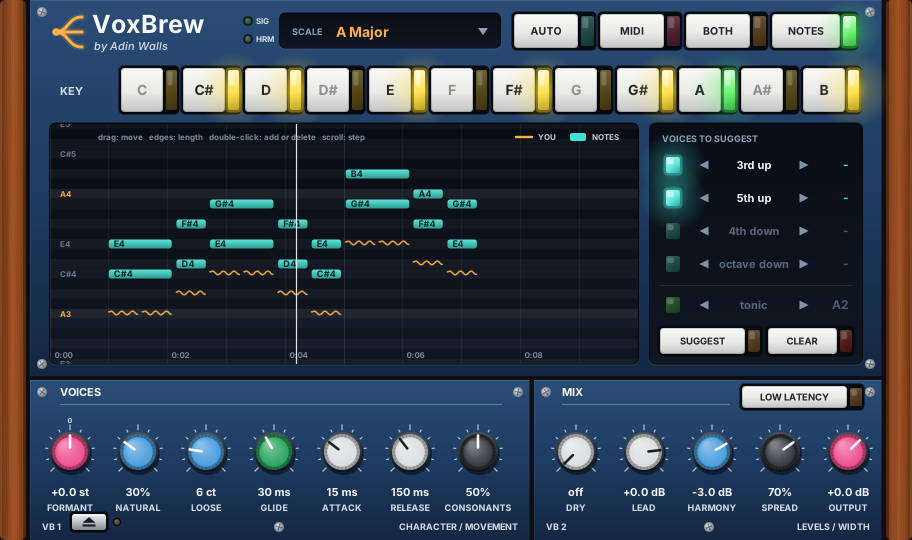 VoxBrew
by Adin Walls
SIG
HRM
SCALE A Major
AUTO MIDI BOTH NOTES
KEY C C# D D# E F F# G G# A A# B
drag: move edges: length double-click: add or delete scroll: step YOU NOTES
C#5
B4
A4 A4
G#4 G#4 G#4
F#4 F#4 F#4
E4 E4 E4 E4 E4
D4 D4
C#4 C#4 C#4
A3
0:00 0:02 0:04 0:06 0:08
VOICES TO SUGGEST
3rd up -
5th up -
4th down -
octave down -
tonic A2
SUGGEST CLEAR
VOICES
0
+0.0 st 30% 6 ct 30 ms 15 ms 150 ms 50%
FORMANT NATURAL LOOSE GLIDE ATTACK RELEASE CONSONANTS
VB 1 CHARACTER / MOVEMENT
MIX LOW LATENCY
off +0.0 dB -3.0 dB 70% +0.0 dB
DRY LEAD HARMONY SPREAD OUTPUT
VB 2 LEVELS / WIDTH